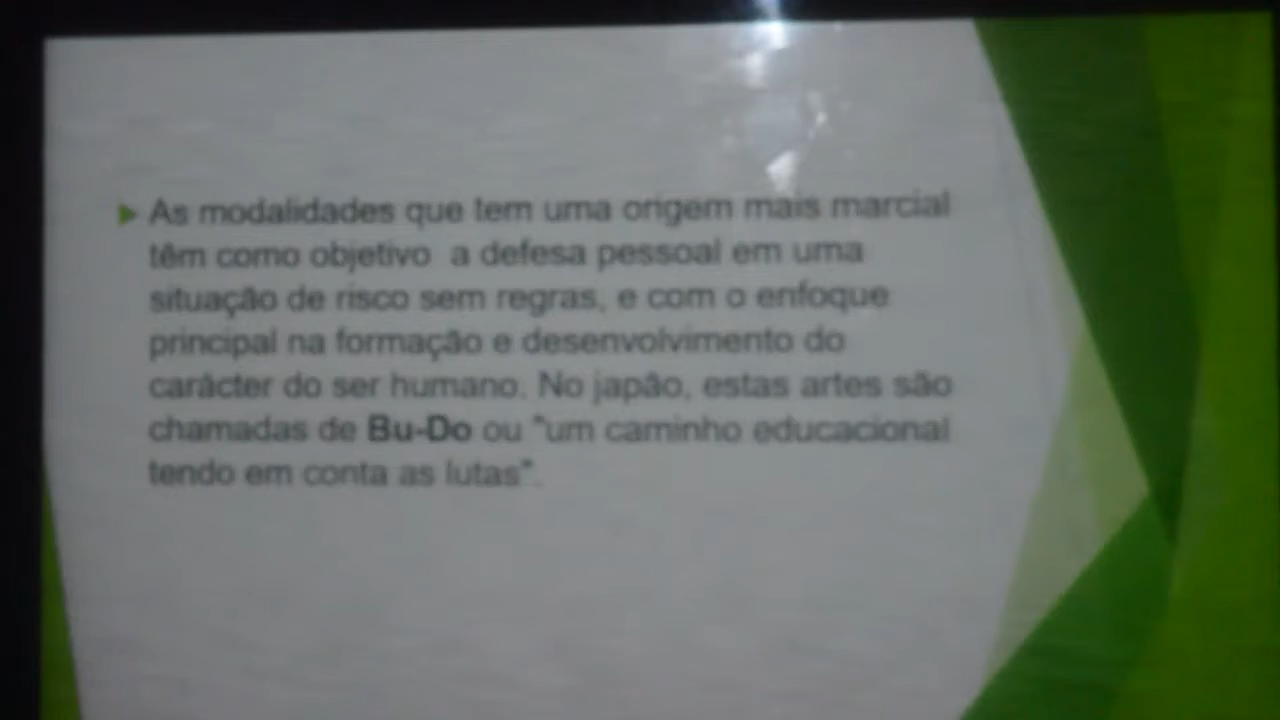 As modalidades que tem uma origem mais marcial
têm como objetivo a defesa pessoal em uma
situação de risco sem regras, e com o enfoque
principal na formação e desenvolvimento do
carácter do ser humano. No japão, estas artes são
chamadas de Bu-Do ou "um caminho educacional
tendo em conta as lutas".